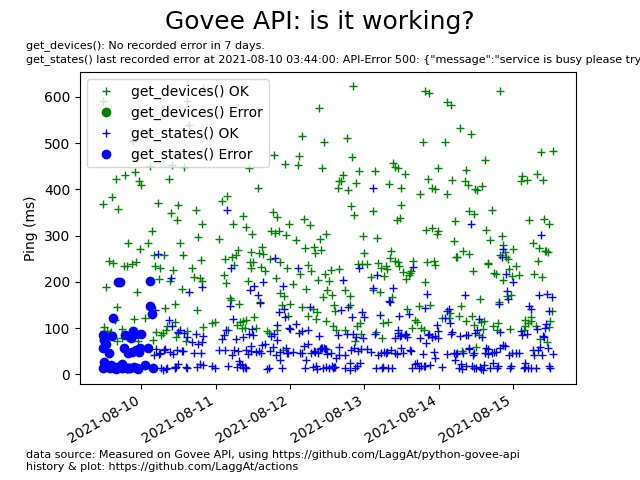 Govee API: is it working?
get_devices(): No recorded error in 7 days.
get_states() last recorded error at 2021-08-10 03:44:00: API-Error 500: {"message":"service is busy please try
600
500
400
300
200
100
0
Ping (ms)
get_devices() OK
get_devices() Error
get_states() OK
get_states() Error
2021-08-10
2021-08-11
2021-08-12
2021-08-13
2021-08-14
2021-08-15
data source: Measured on Govee API, using https://github.com/LaggAt/python-govee-api
history & plot: https://github.com/LaggAt/actions